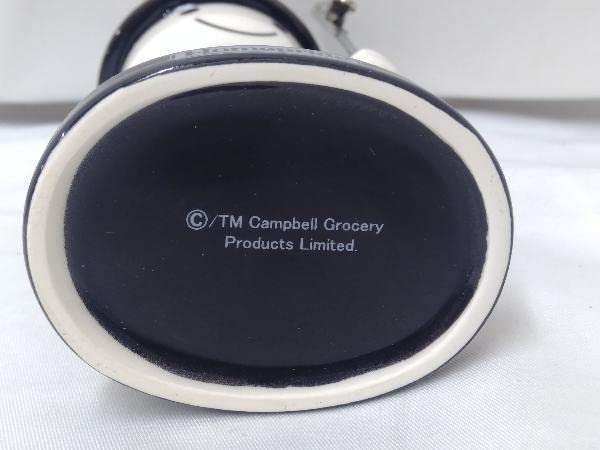 ©/TM Campbell Grocery
Products Limited.